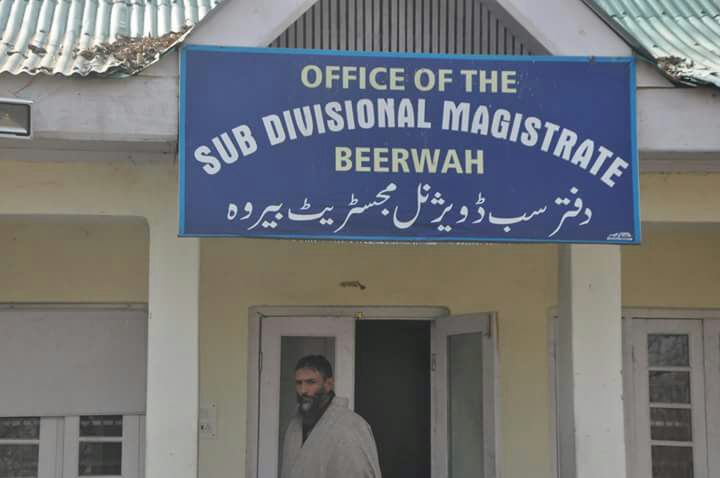 OFFICE OF THE
SUB DIVISIONAL MAGISTRATE
BEERWAH
دفتر سب ڈویژنل مجسٹریٹ بیروہ